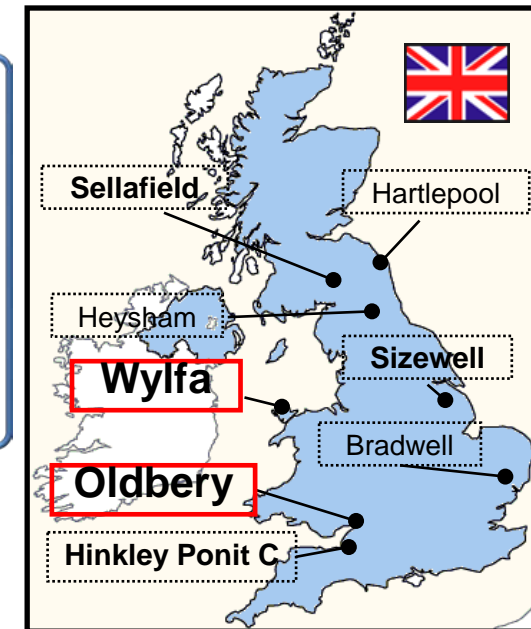 Sellafield
Hartlepool
Heysham
Wylfa
Sizewell
Bradwell
Oldbery
Hinkley Ponit C